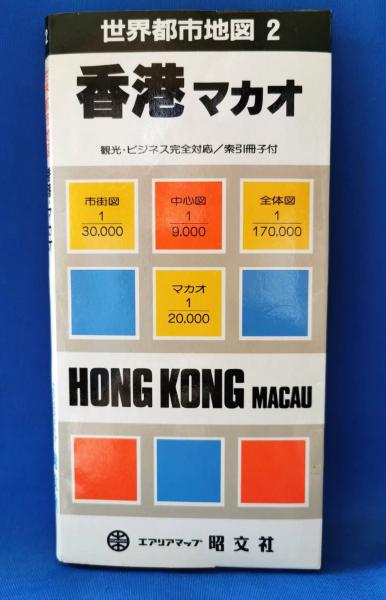 世界都市地図 2
香港 マカオ
観光・ビジネス完全対応／索引冊子付
市街図
1
30,000
中心図
1
9,000
全体図
1
170,000
マカオ
1
20,000
HONG KONG MACAU
エアリアマップ 昭文社